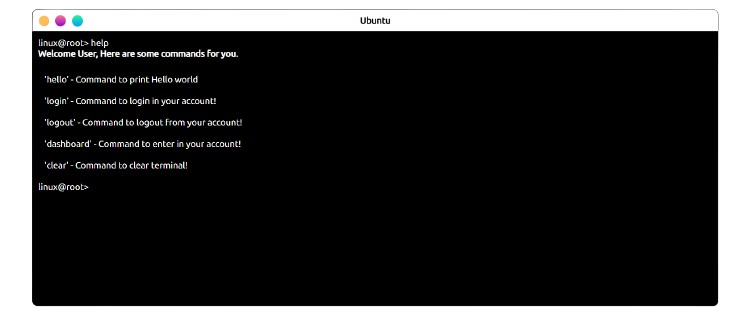 Ubuntu
linux@root> help
Welcome User, Here are some commands for you.
'hello' - Command to print Hello world
'login' - Command to login in your account!
'logout' - Command to logout from your account!
'dashboard' - Command to enter in your account!
'clear' - Command to clear terminal!
linux@root>